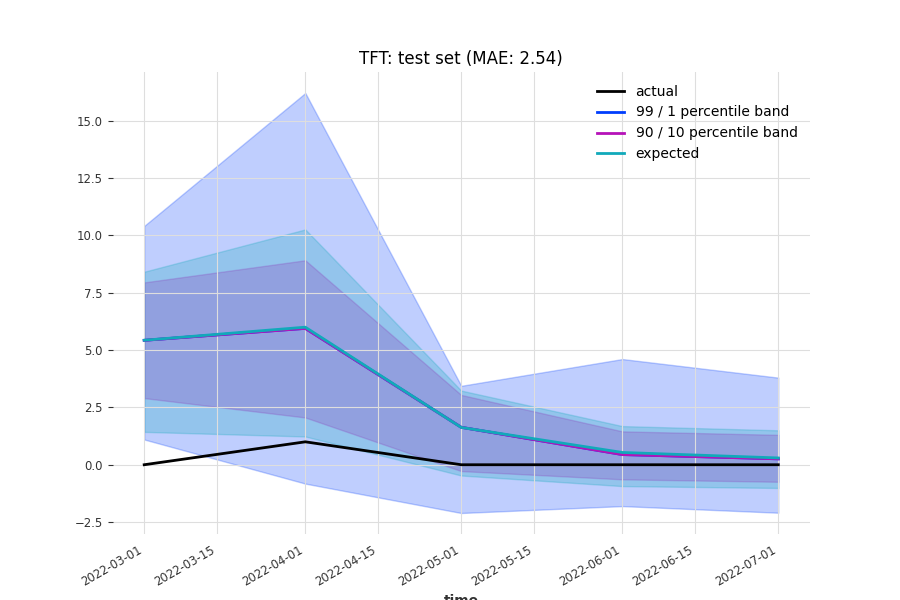 TFT: test set (MAE: 2.54)
actual
99 / 1 percentile band
90 / 10 percentile band
expected
15.0
12.5
10.0
7.5
5.0
2.5
0.0
−2.5
2022-03-01
2022-03-15
2022-04-01
2022-04-15
2022-05-01
2022-05-15
2022-06-01
2022-06-15
2022-07-01
time